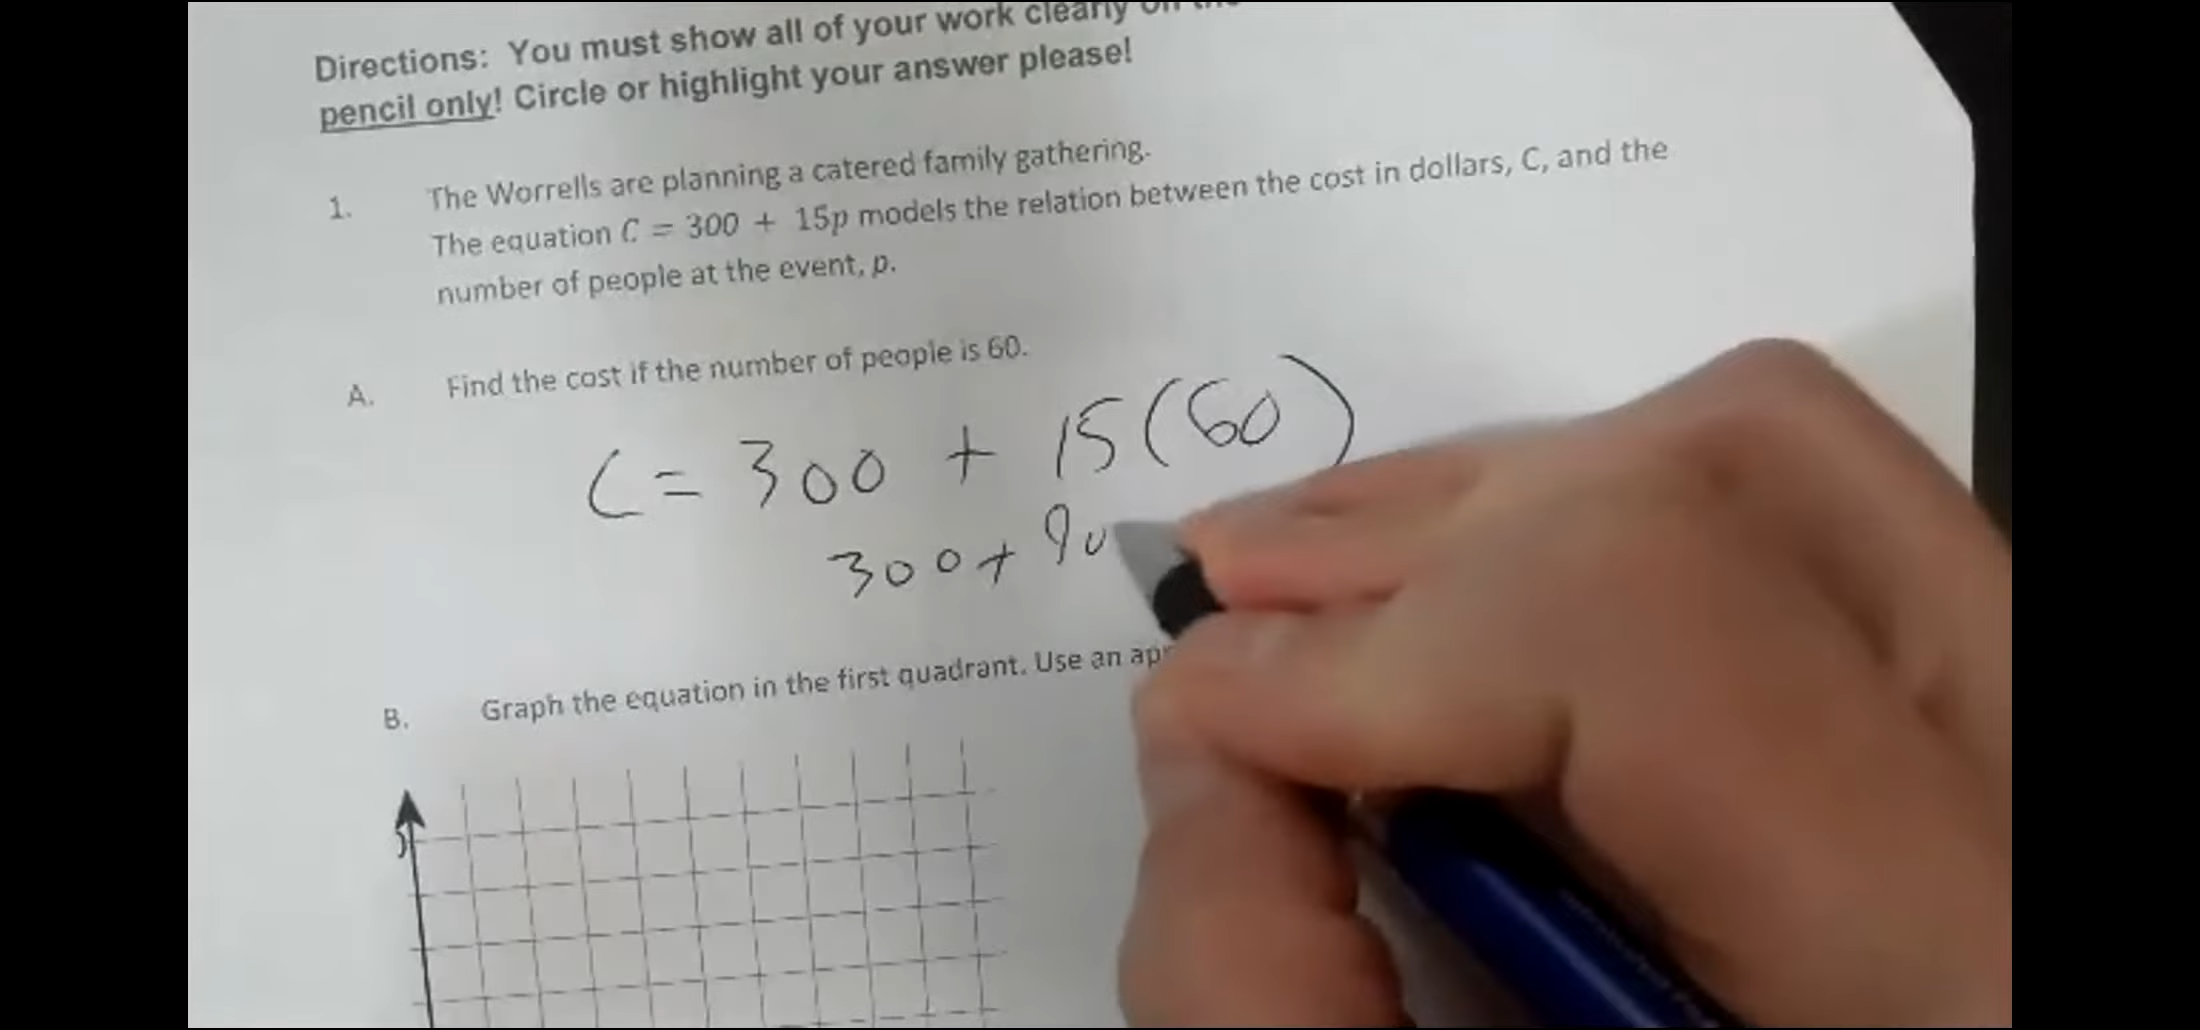 Directions: You must show all of your work clearly on
pencil only! Circle or highlight your answer please!
1. The Worrells are planning a catered family gathering.
The equation C = 300 + 15p models the relation between the cost in dollars, C, and the
number of people at the event, p.
A. Find the cost if the number of people is 60.
C = 300 + 15(60)
300 + 90
B. Graph the equation in the first quadrant. Use an